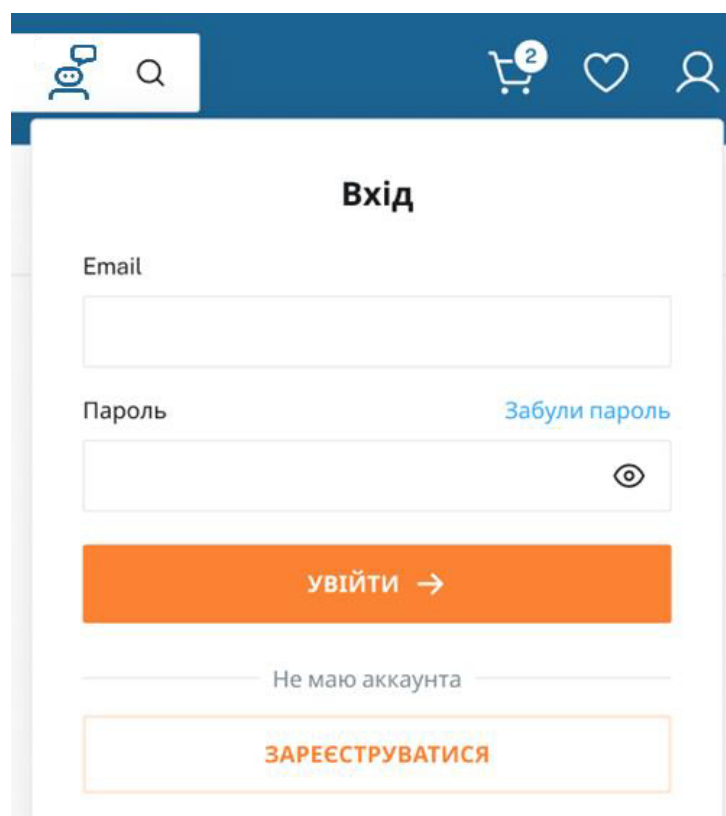 2
Вхід
Email
Пароль
Забули пароль
УВІЙТИ →
Не маю аккаунта
ЗАРЕЄСТРУВАТИСЯ